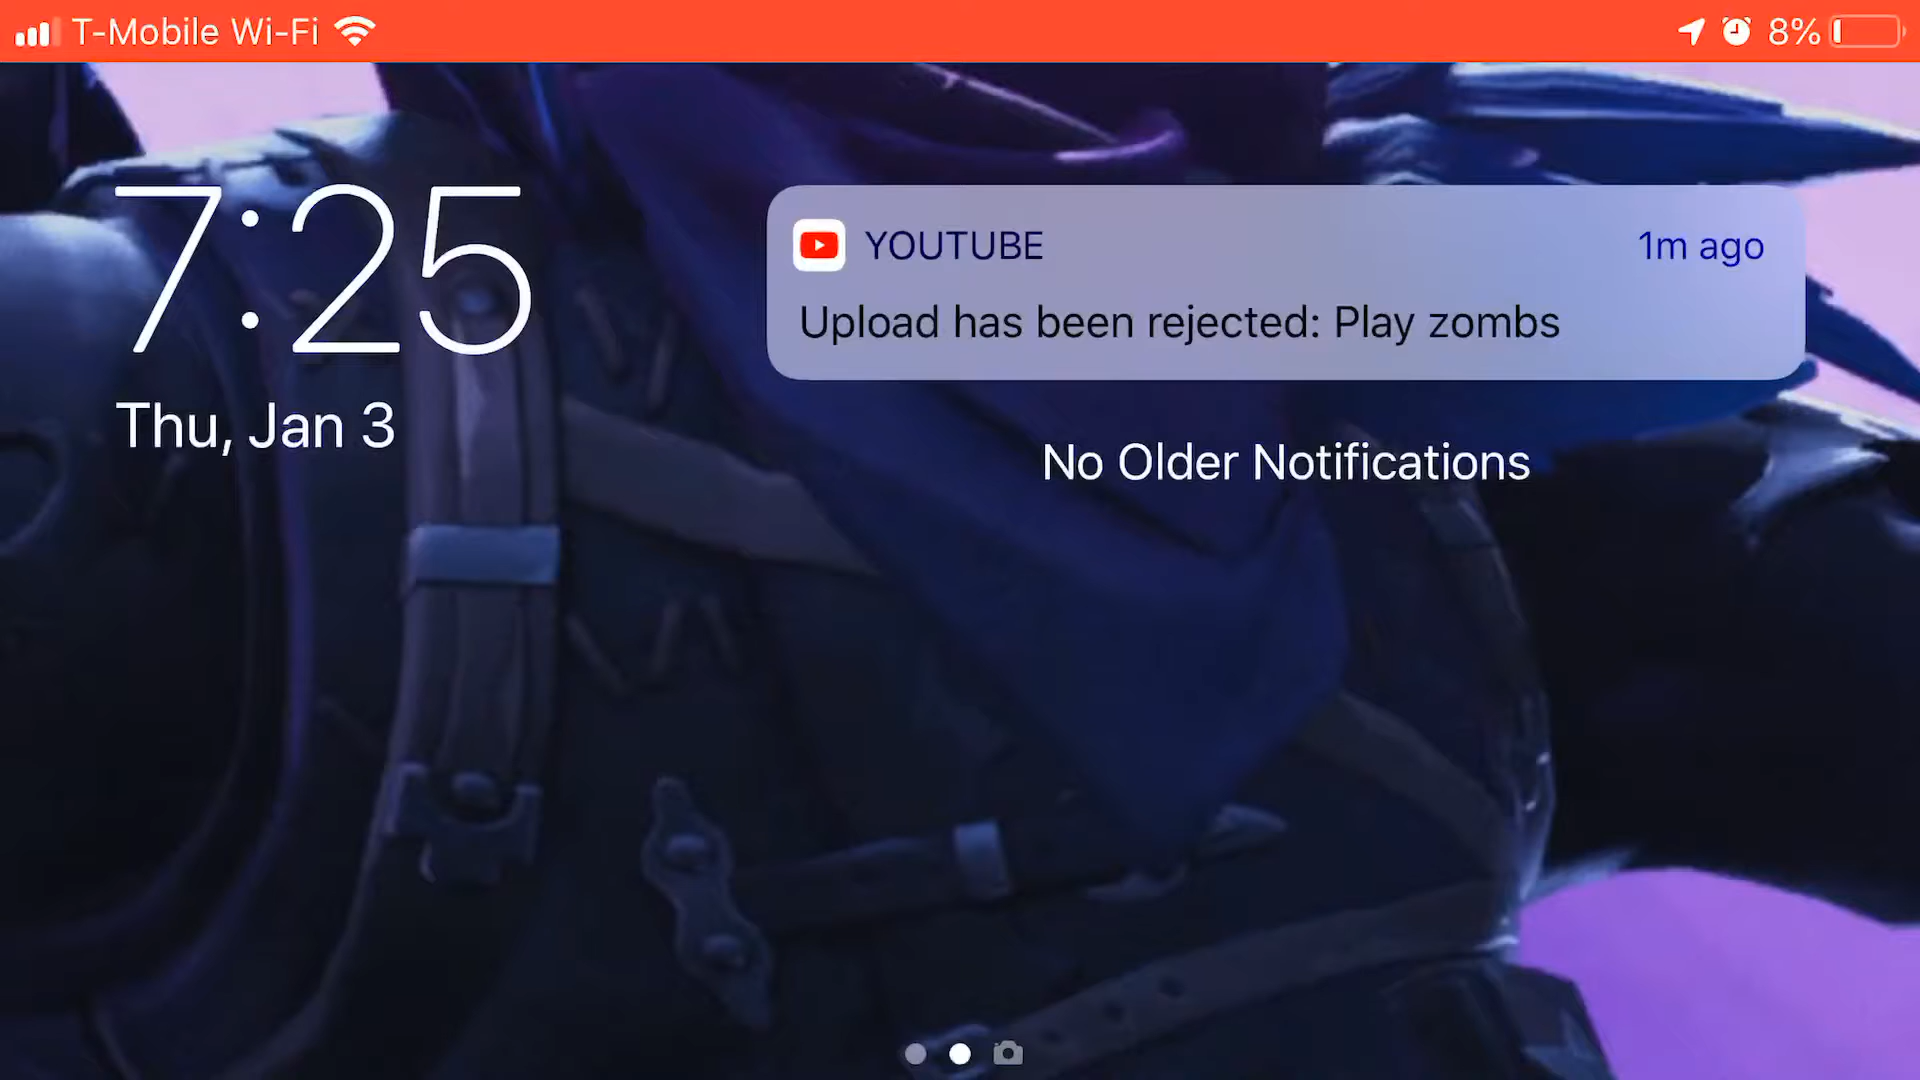 T-Mobile Wi-Fi
8%
7:25
Thu, Jan 3
YOUTUBE
1m ago
Upload has been rejected: Play zombs
No Older Notifications